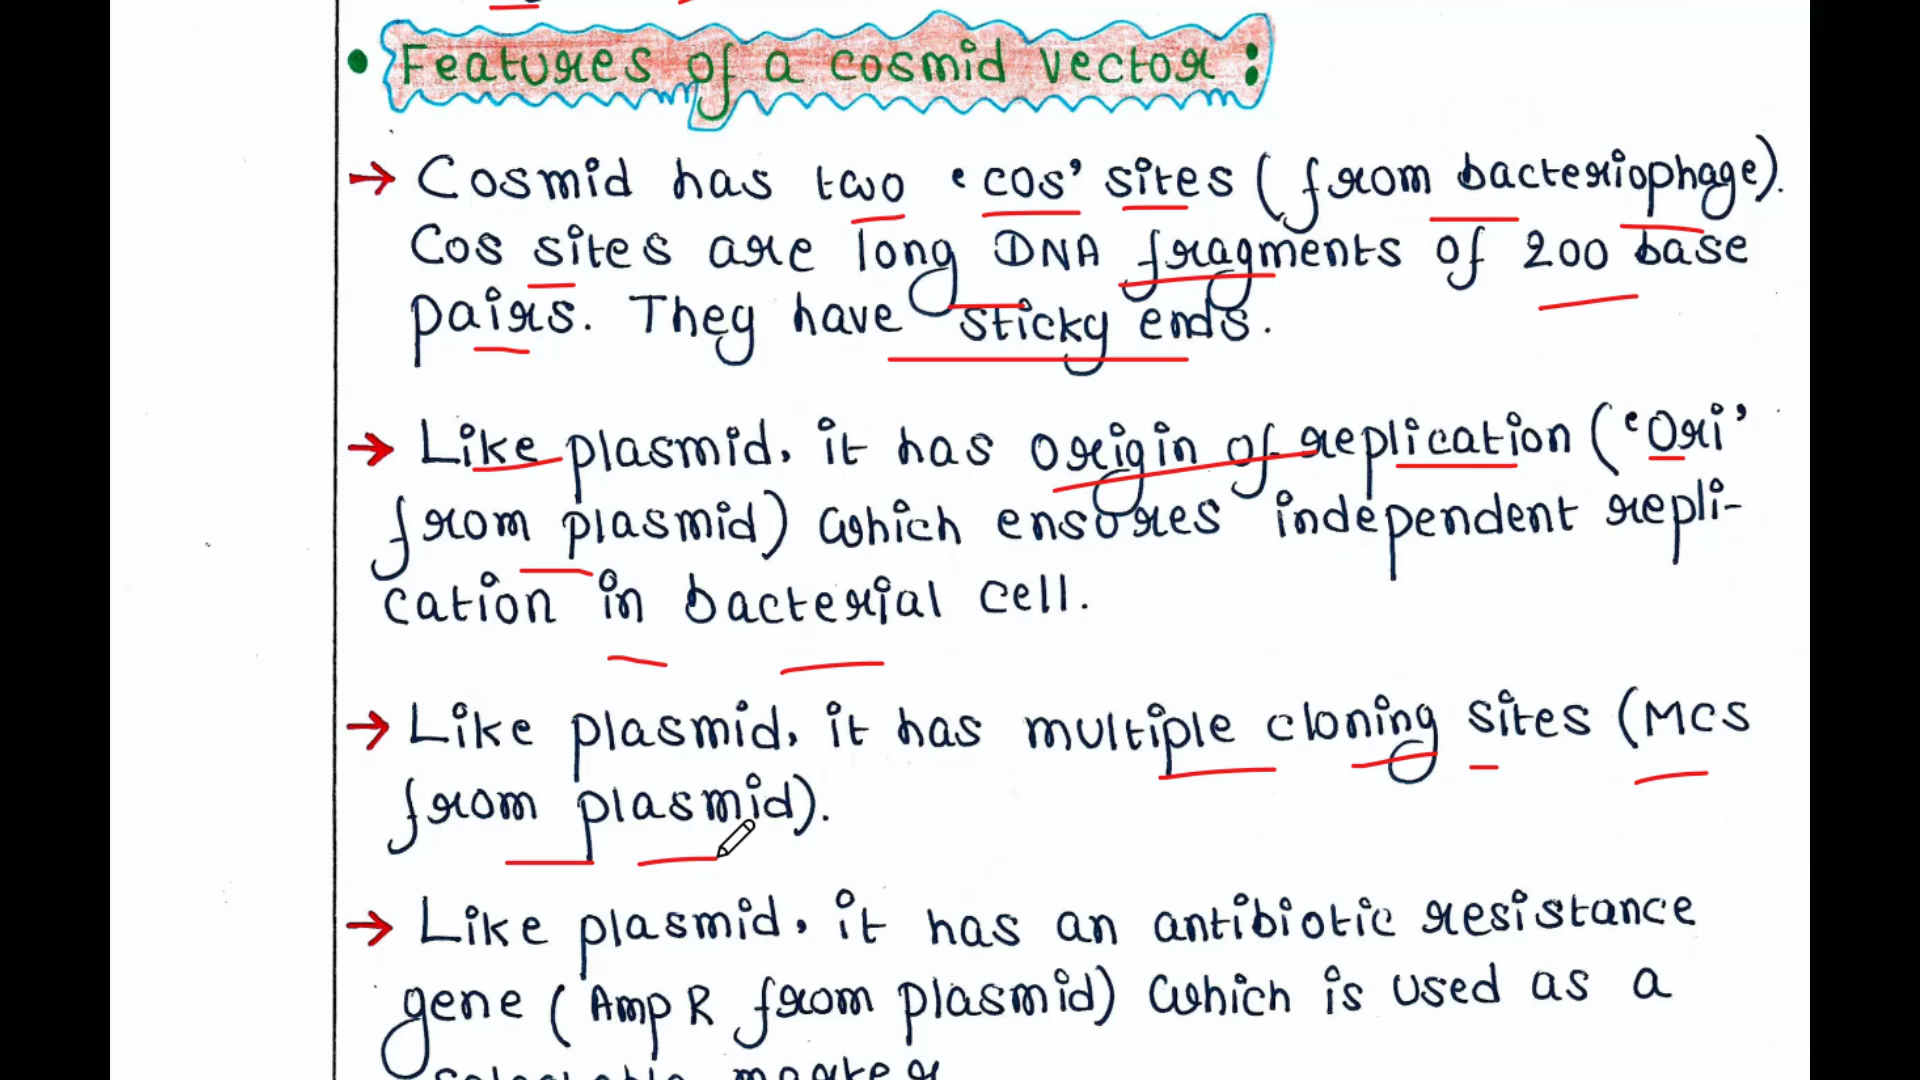 • Features of a cosmid vector:
→ Cosmid has two 'cos' sites (from bacteriophage).
Cos sites are long DNA fragments of 200 base
pairs. They have sticky ends.
→ Like plasmid, it has origin of replication ('Ori'
from plasmid) which ensures independent repli-
cation in bacterial cell.
→ Like plasmid, it has multiple cloning sites (MCS
from plasmid).
→ Like plasmid, it has an antibiotic resistance
gene (Amp R from plasmid) which is used as a
selectable marker